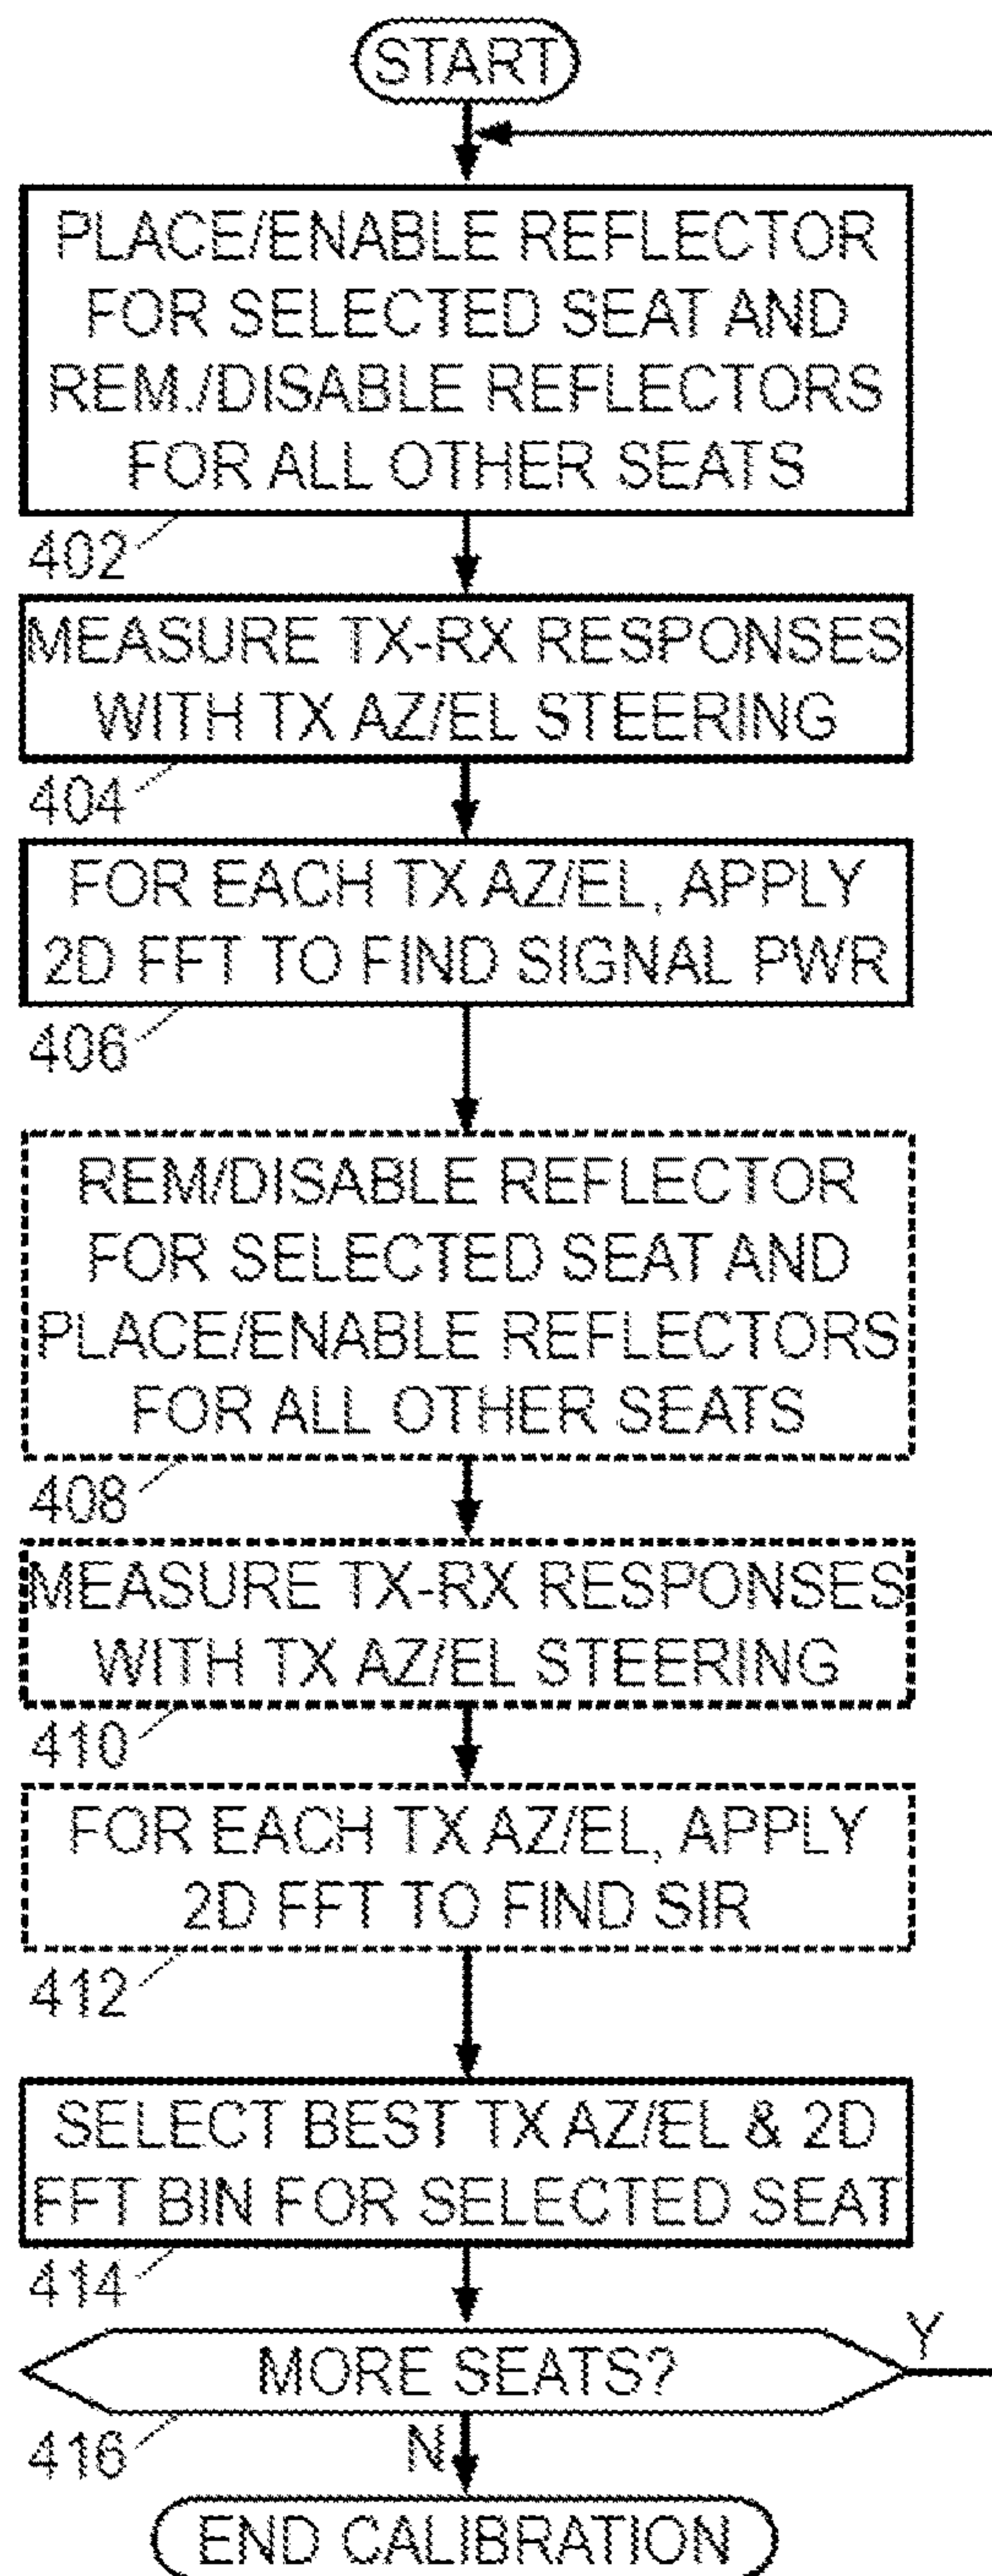 START
PLACE/ENABLE REFLECTOR
FOR SELECTED SEAT AND
REM./DISABLE REFLECTORS
FOR ALL OTHER SEATS
402
MEASURE TX-RX RESPONSES
WITH TX AZ/EL STEERING
404
FOR EACH TX AZ/EL, APPLY
2D FFT TO FIND SIGNAL PWR
406
REM/DISABLE REFLECTOR
FOR SELECTED SEAT AND
PLACE/ENABLE REFLECTORS
FOR ALL OTHER SEATS
408
MEASURE TX-RX RESPONSES
WITH TX AZ/EL STEERING
410
FOR EACH TX AZ/EL, APPLY
2D FFT TO FIND SIR
412
SELECT BEST TX AZ/EL & 2D
FFT BIN FOR SELECTED SEAT
414
Y
MORE SEATS?
416
N
END CALIBRATION